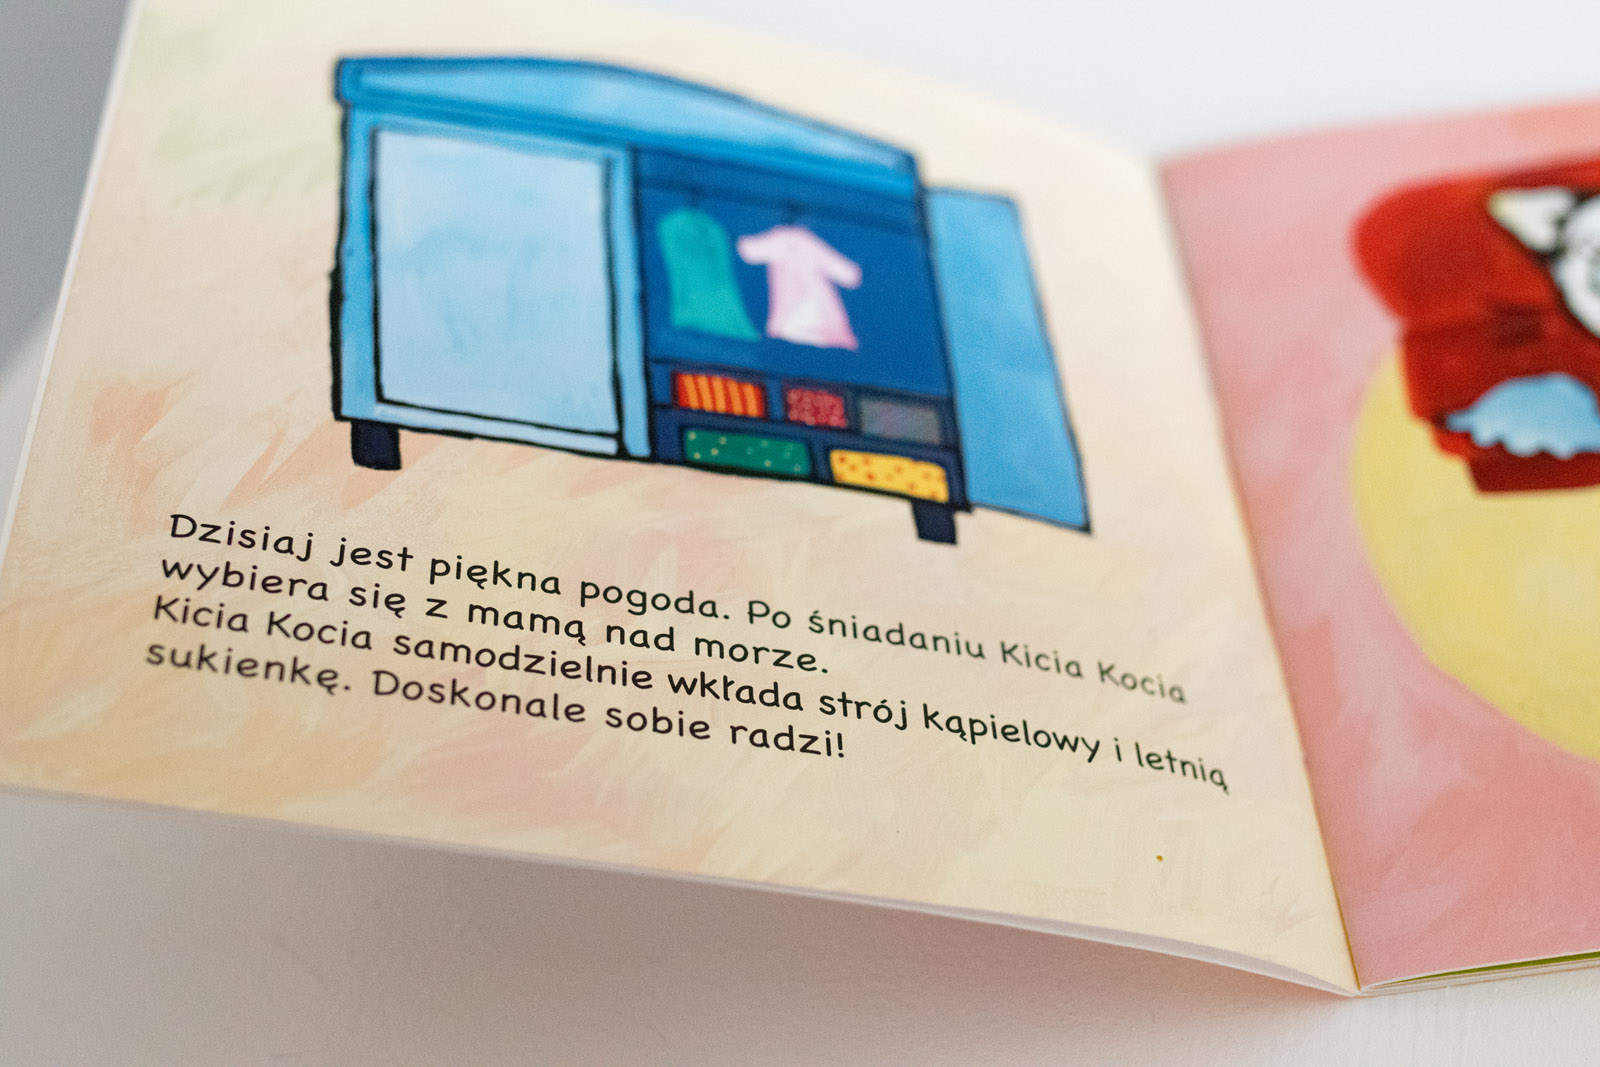 Dzisiaj jest piękna pogoda. Po śniadaniu Kicia Kocia
wybiera się z mamą nad morze.
Kicia Kocia samodzielnie wkłada strój kąpielowy i letnią
sukienkę. Doskonale sobie radzi!